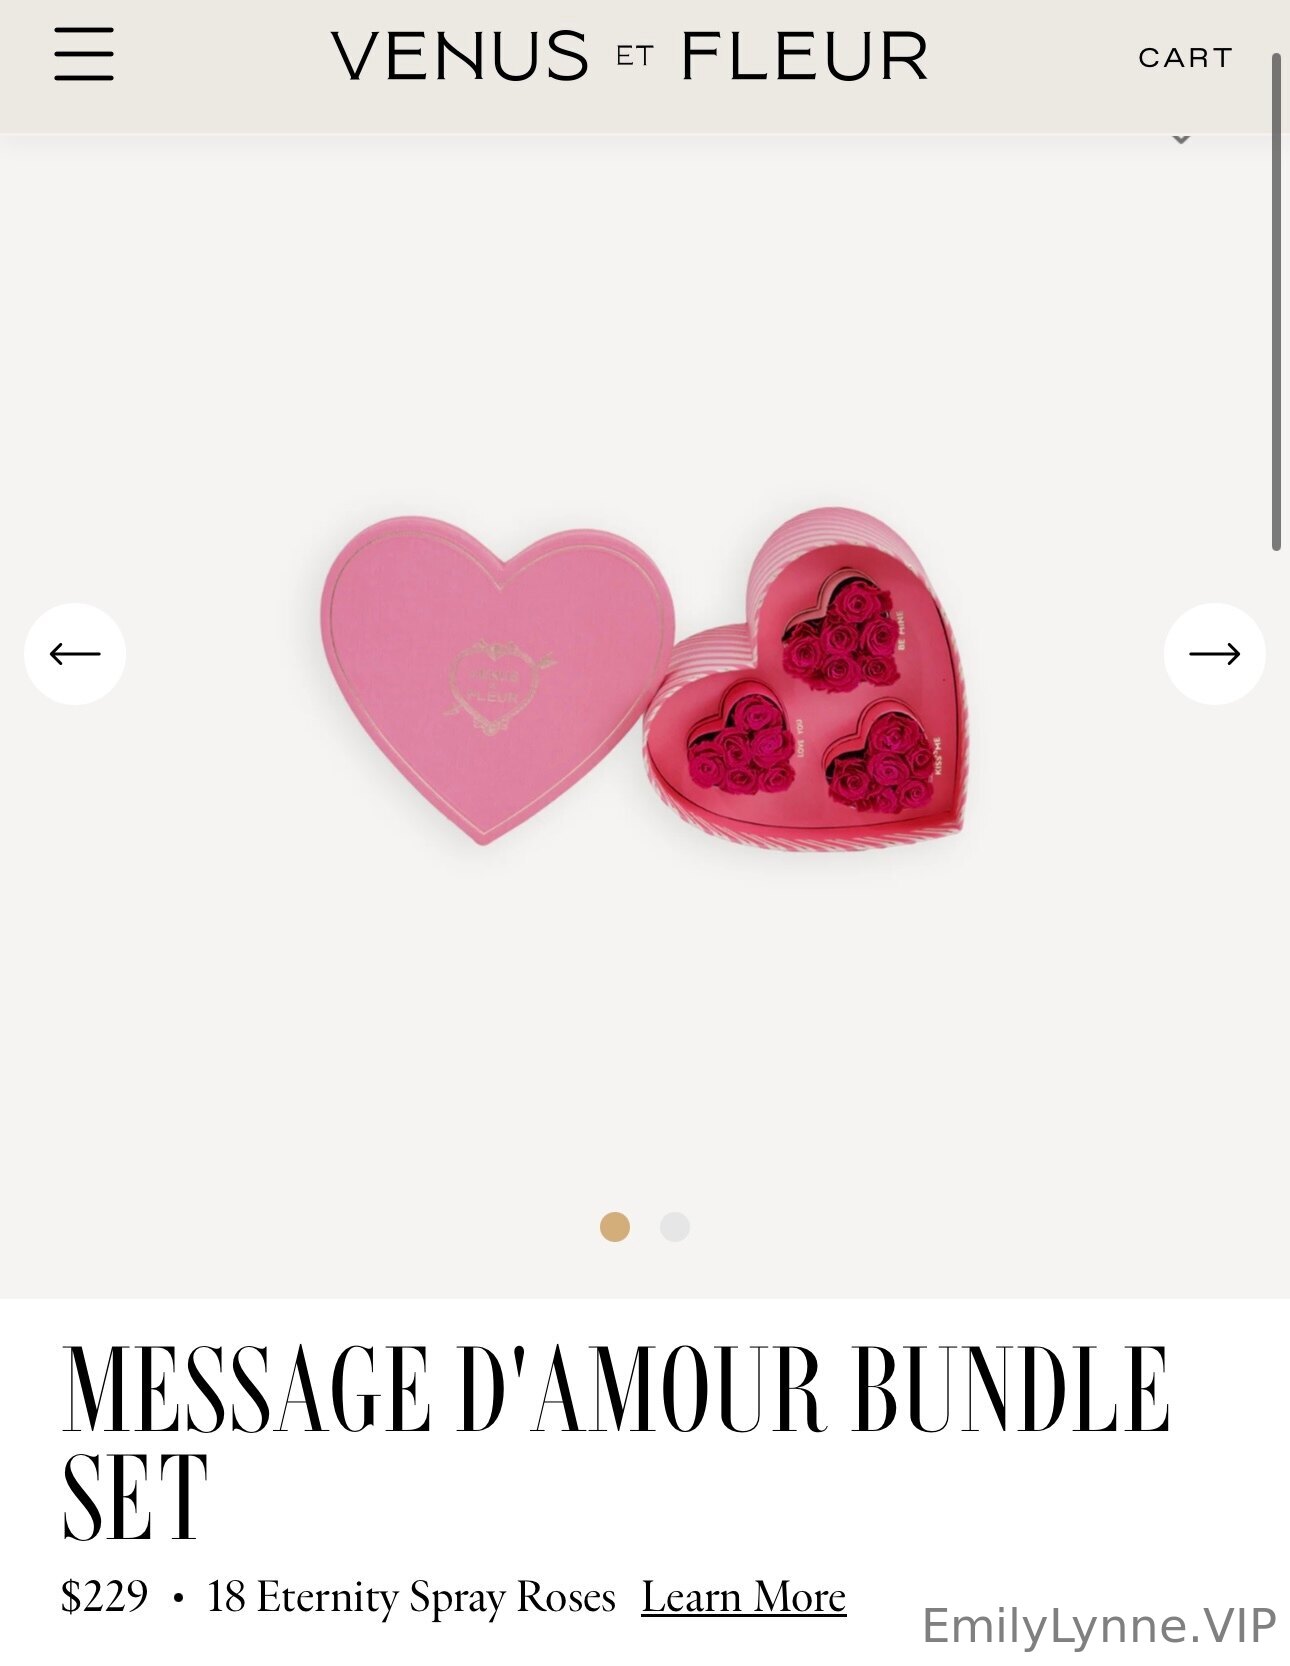 VENUS ET FLEUR
CART
VENUS
ET
FLEUR
BE MINE
LOVE YOU
KISS ME
MESSAGE D'AMOUR BUNDLE
SET
$229 • 18 Eternity Spray Roses Learn More
EmilyLynne.VIP